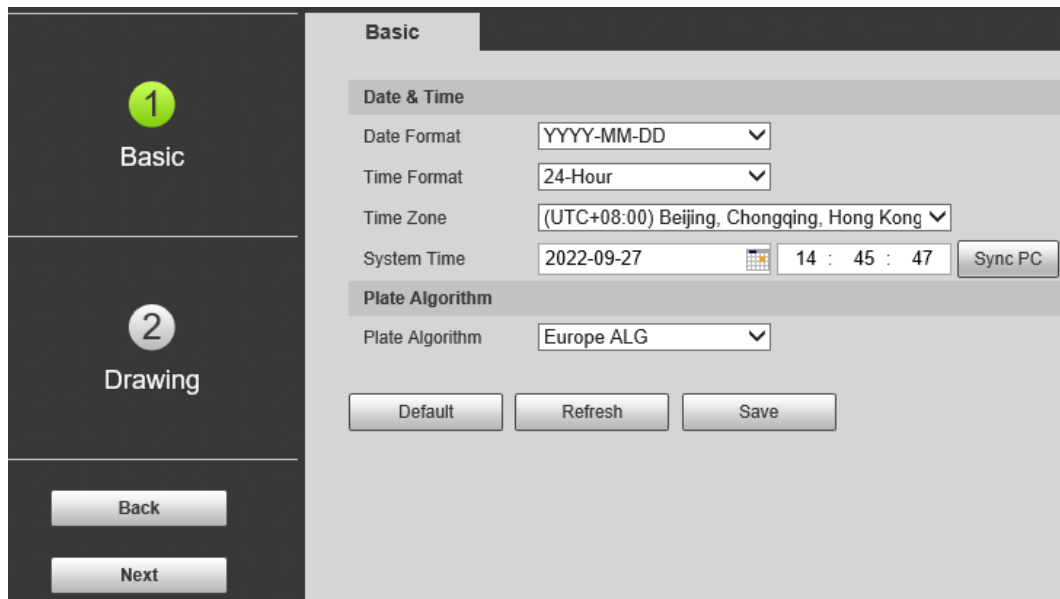 Basic
1
Basic
2
Drawing
Back
Next
Date & Time
Date Format YYYY-MM-DD
Time Format 24-Hour
Time Zone (UTC+08:00) Beijing, Chongqing, Hong Kong
System Time 2022-09-27 14 : 45 : 47 Sync PC
Plate Algorithm
Plate Algorithm Europe ALG
Default Refresh Save